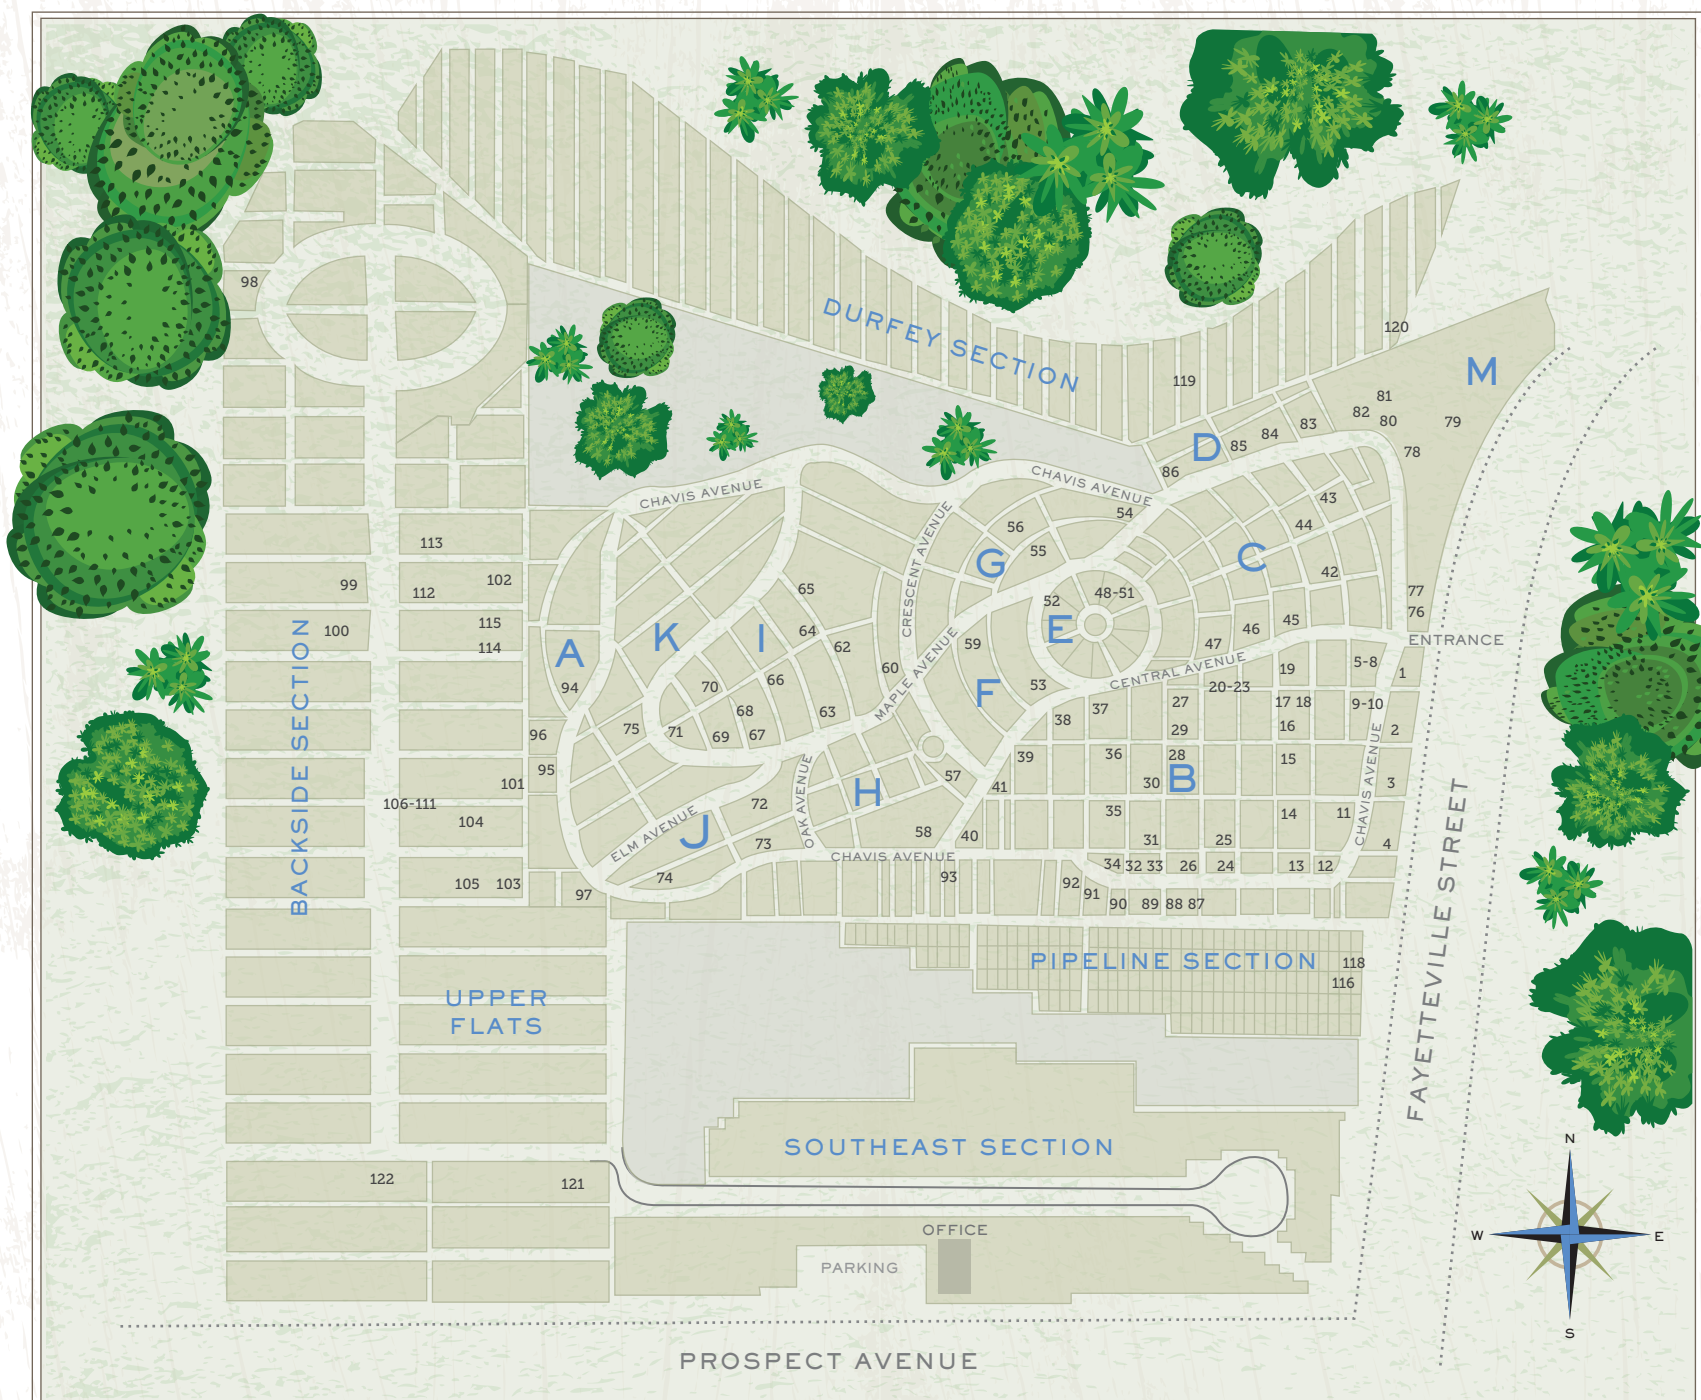 98
DURFEY SECTION
120
119
M
81
82
80
79
83
84
85
D
78
86
CHAVIS AVENUE
CHAVIS AVENUE
54
43
56
44
55
G
C
42
113
99
112
102
CRESCENT AVENUE
65
52
48-51
77
76
100
115
114
A
K
I
64
62
59
E
47
46
45
ENTRANCE
BACKSIDE SECTION
94
70
66
60
MAPLE AVENUE
F
53
CENTRAL AVENUE
20-23
19
5-8
1
96
75
71
69
68
67
63
38
37
27
29
17 18
16
9-10
2
95
101
39
36
28
15
57
41
30
B
3
106-111
104
72
OAK AVENUE
H
35
14
11
CHAVIS AVENUE
ELM AVENUE
J
73
58
40
31
25
4
CHAVIS AVENUE
34
32 33
26
24
13
12
105
103
97
74
93
92
91
90
89
88 87
FAYETTEVILLE STREET
PIPELINE SECTION
118
116
UPPER
FLATS
SOUTHEAST SECTION
122
121
OFFICE
PARKING
N
W
E
S
PROSPECT AVENUE